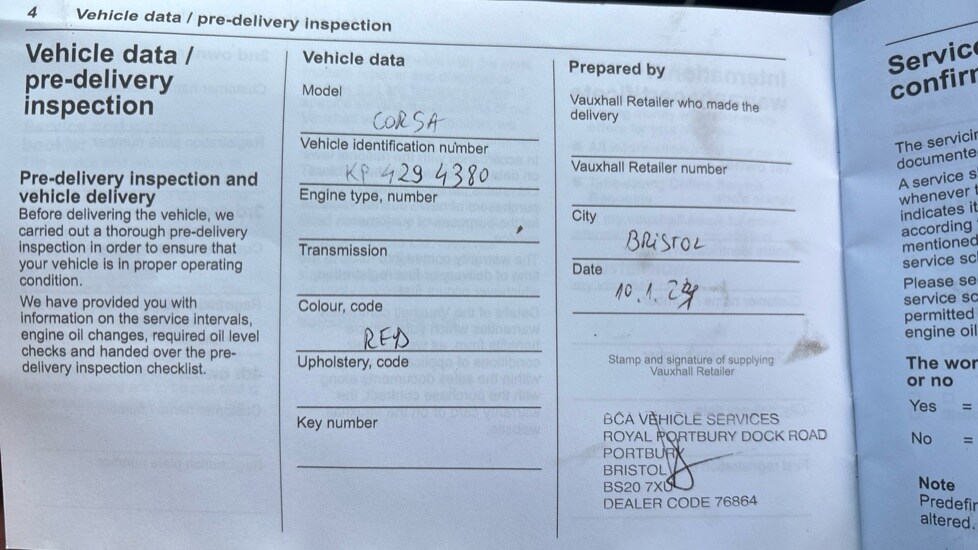 4 Vehicle data / pre-delivery inspection
Vehicle data /
pre-delivery
inspection
Pre-delivery inspection and
vehicle delivery
Before delivering the vehicle, we
carried out a thorough pre-delivery
inspection in order to ensure that
your vehicle is in proper operating
condition.
We have provided you with
information on the service intervals,
engine oil changes, required oil level
checks and handed over the pre-
delivery inspection checklist.
Vehicle data
Model
CORSA
Vehicle identification number
KP 429 4380
Engine type, number
Transmission
Colour, code
RED
Upholstery, code
Key number
Prepared by
Vauxhall Retailer who made the
delivery
Vauxhall Retailer number
City
BRISTOL
Date
10.1.
Stamp and signature of supplying
Vauxhall Retailer
BCA VEHICLE SERVICES
ROYAL PORTBURY DOCK ROAD
PORTBURY
BRISTOL
BS20 7XU
DEALER CODE 76864
Servic
confirm
The servicin
documente
A service s
whenever t
indicates it
according
mentioned
service sc
Please se
service sc
permitted
engine oil
The wor
or no
Yes =
No =
Note
Predefin
altered.